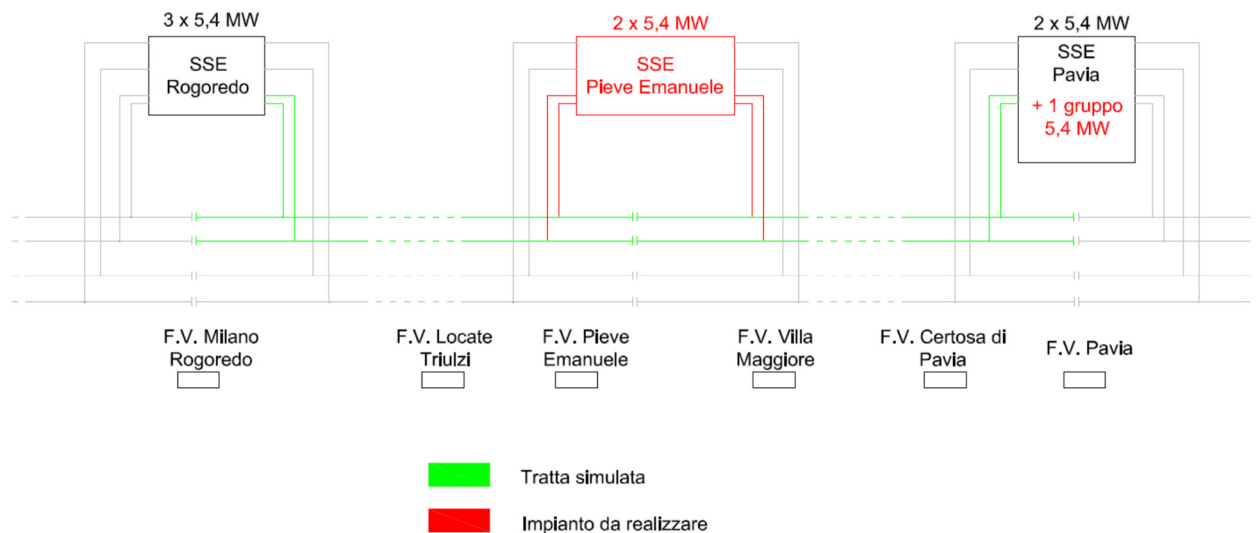 3 x 5,4 MW
SSE
Rogoredo
2 x 5,4 MW
SSE
Pieve Emanuele
2 x 5,4 MW
SSE
Pavia
+ 1 gruppo
5,4 MW
F.V. Milano
Rogoredo
F.V. Locate
Triulzi
F.V. Pieve
Emanuele
F.V. Villa
Maggiore
F.V. Certosa di
Pavia
F.V. Pavia
Tratta simulata
Impianto da realizzare